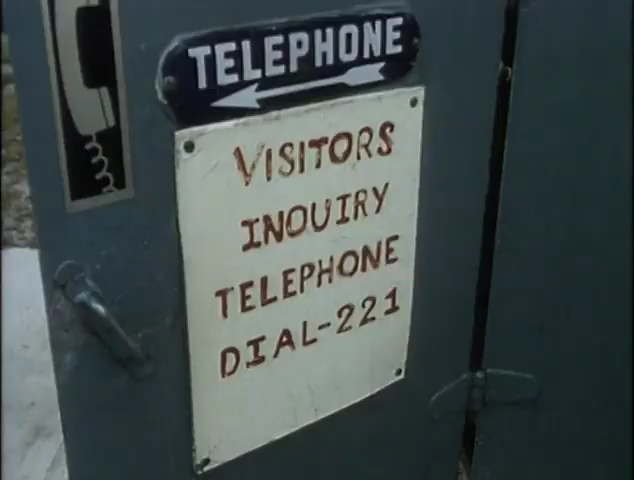 TELEPHONE
VISITORS
INQUIRY
TELEPHONE
DIAL-221